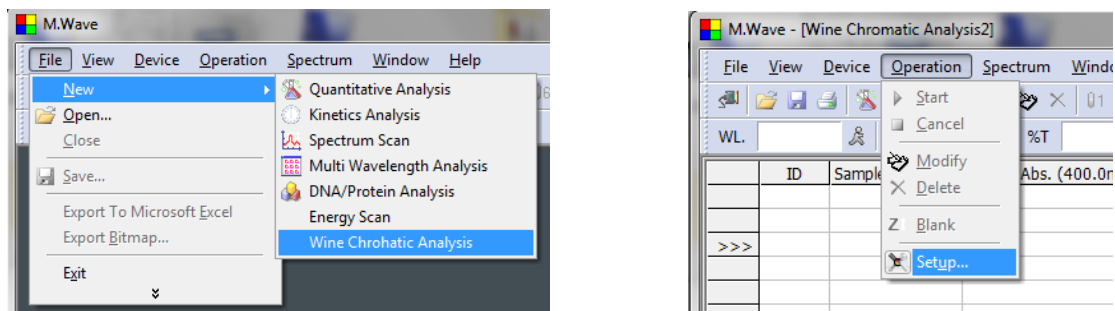 M.Wave
File View Device Operation Spectrum Window Help
New
Open...
Close
Save...
Export To Microsoft Excel
Export Bitmap...
Exit
Quantitative Analysis
Kinetics Analysis
Spectrum Scan
Multi Wavelength Analysis
DNA/Protein Analysis
Energy Scan
Wine Chrohatic Analysis
M.Wave - [Wine Chromatic Analysis2]
File View Device Operation Spectrum Windo
WL. %T
ID Sample Abs. (400.0n
>>>
Start
Cancel
Modify
Delete
Z Blank
Setup...